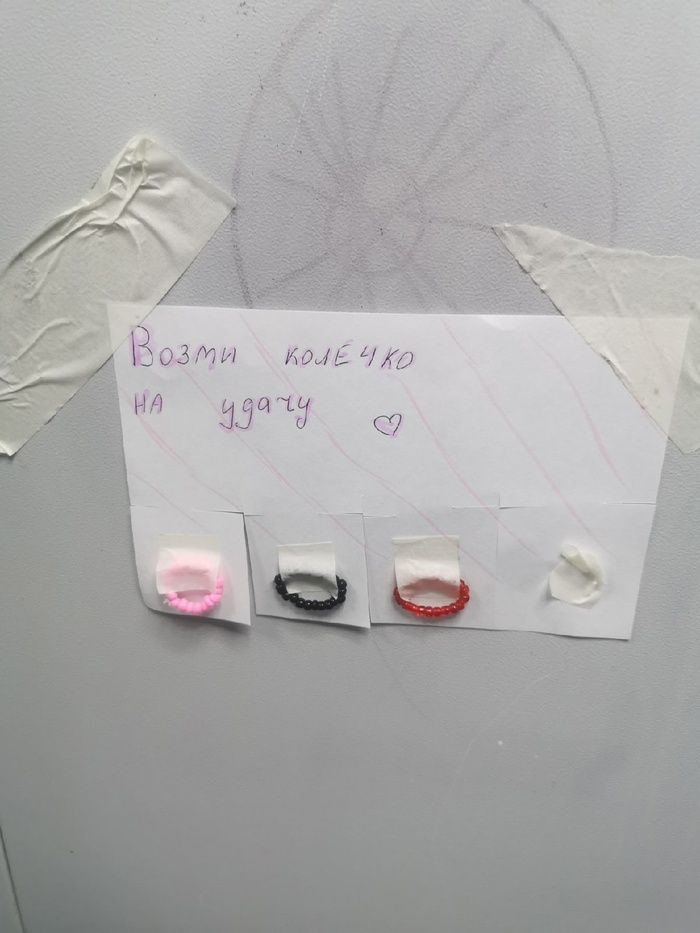 Возми колечко
на удачу ♡